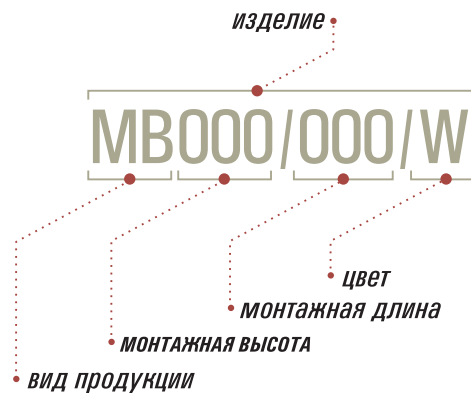 изделие
MB000/000/W
цвет
монтажная длина
МОНТАЖНАЯ ВЫСОТА
вид продукции